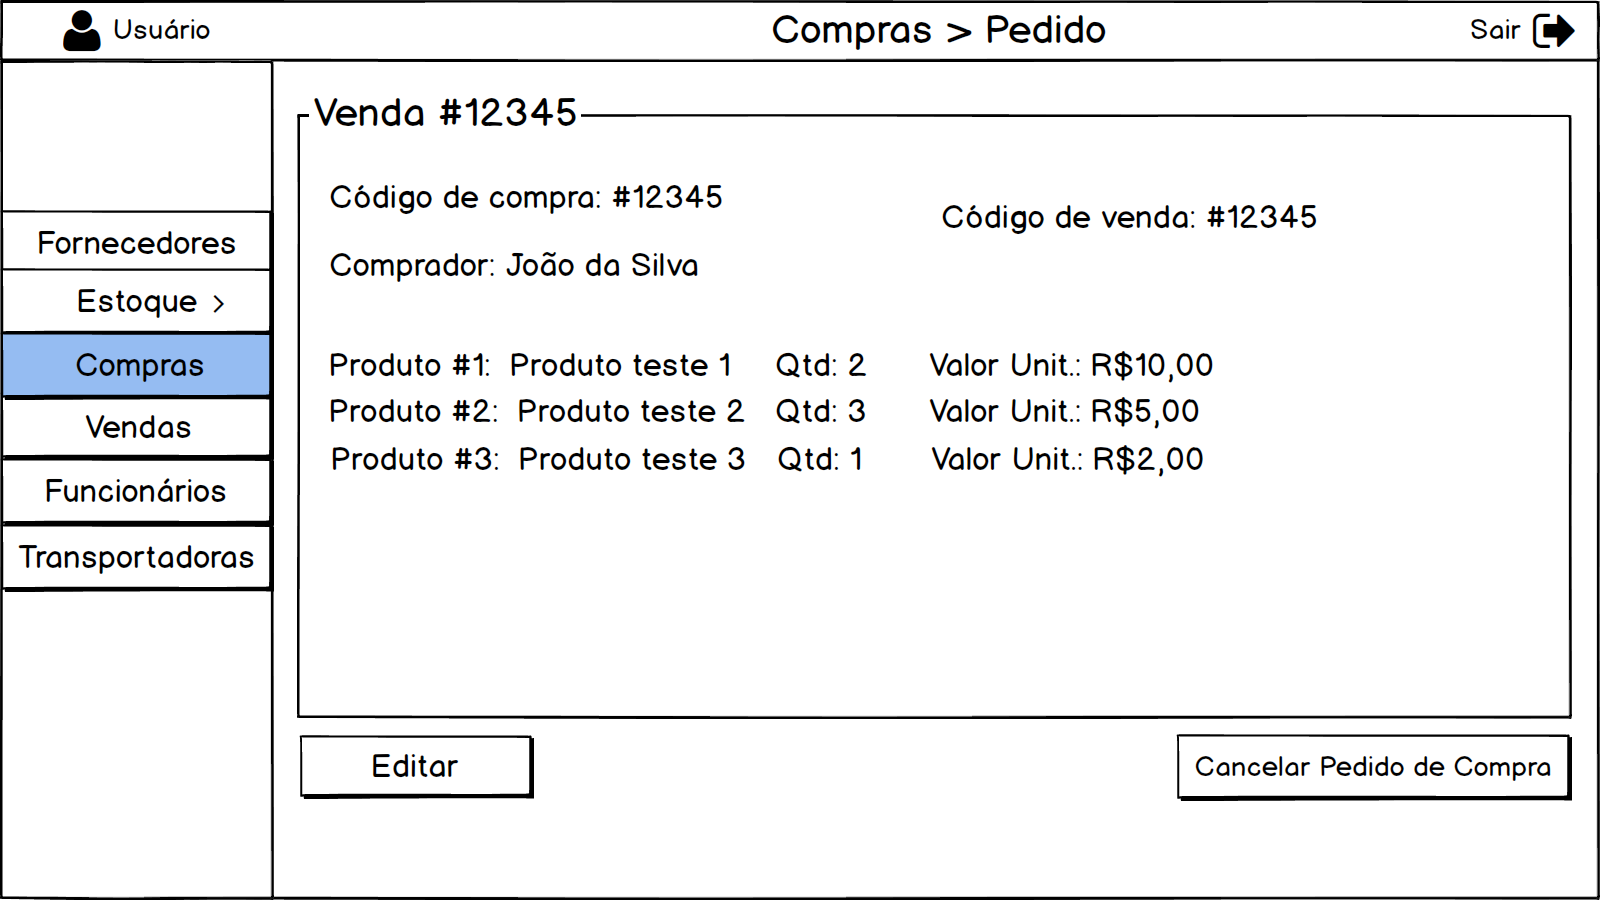 Usuário
Compras > Pedido
Sair
Fornecedores
Estoque >
Compras
Vendas
Funcionários
Transportadoras
Venda #12345
Código de compra: #12345
Código de venda: #12345
Comprador: João da Silva
Produto #1: Produto teste 1 Qtd: 2 Valor Unit.: R$10,00
Produto #2: Produto teste 2 Qtd: 3 Valor Unit.: R$5,00
Produto #3: Produto teste 3 Qtd: 1 Valor Unit.: R$2,00
Editar
Cancelar Pedido de Compra